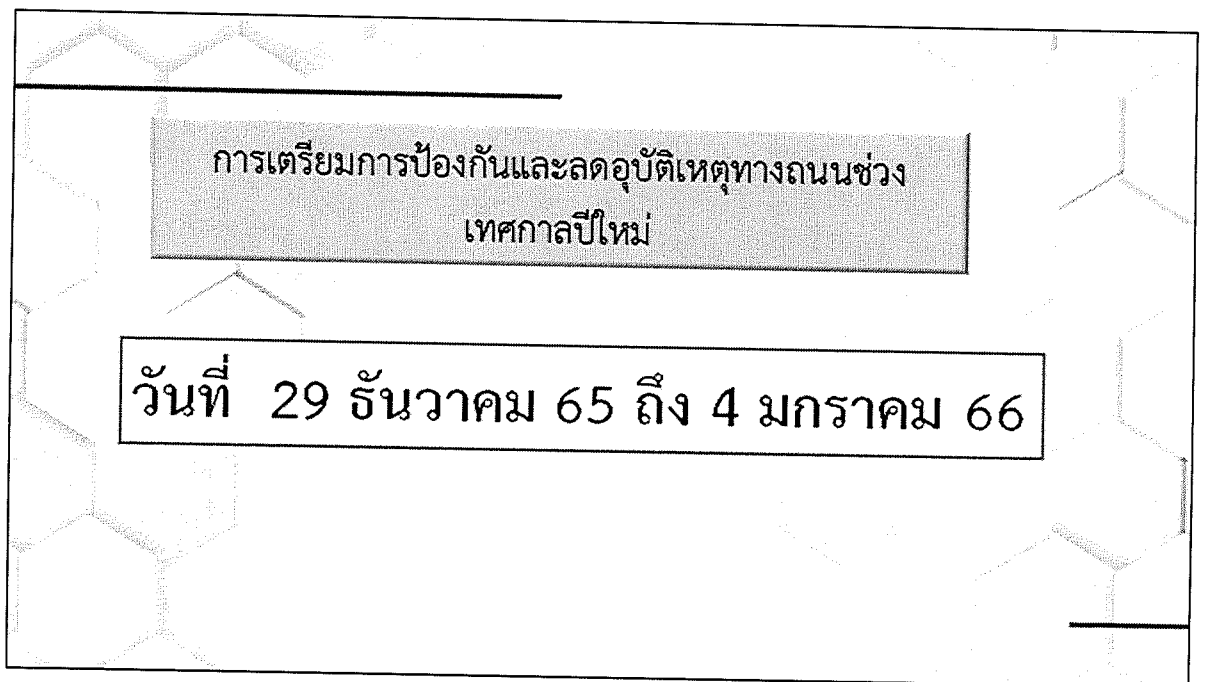 การเตรียมการป้องกันและลดอุบัติเหตุทางถนนช่วง
เทศกาลปีใหม่
วันที่ 29 ธันวาคม 65 ถึง 4 มกราคม 66